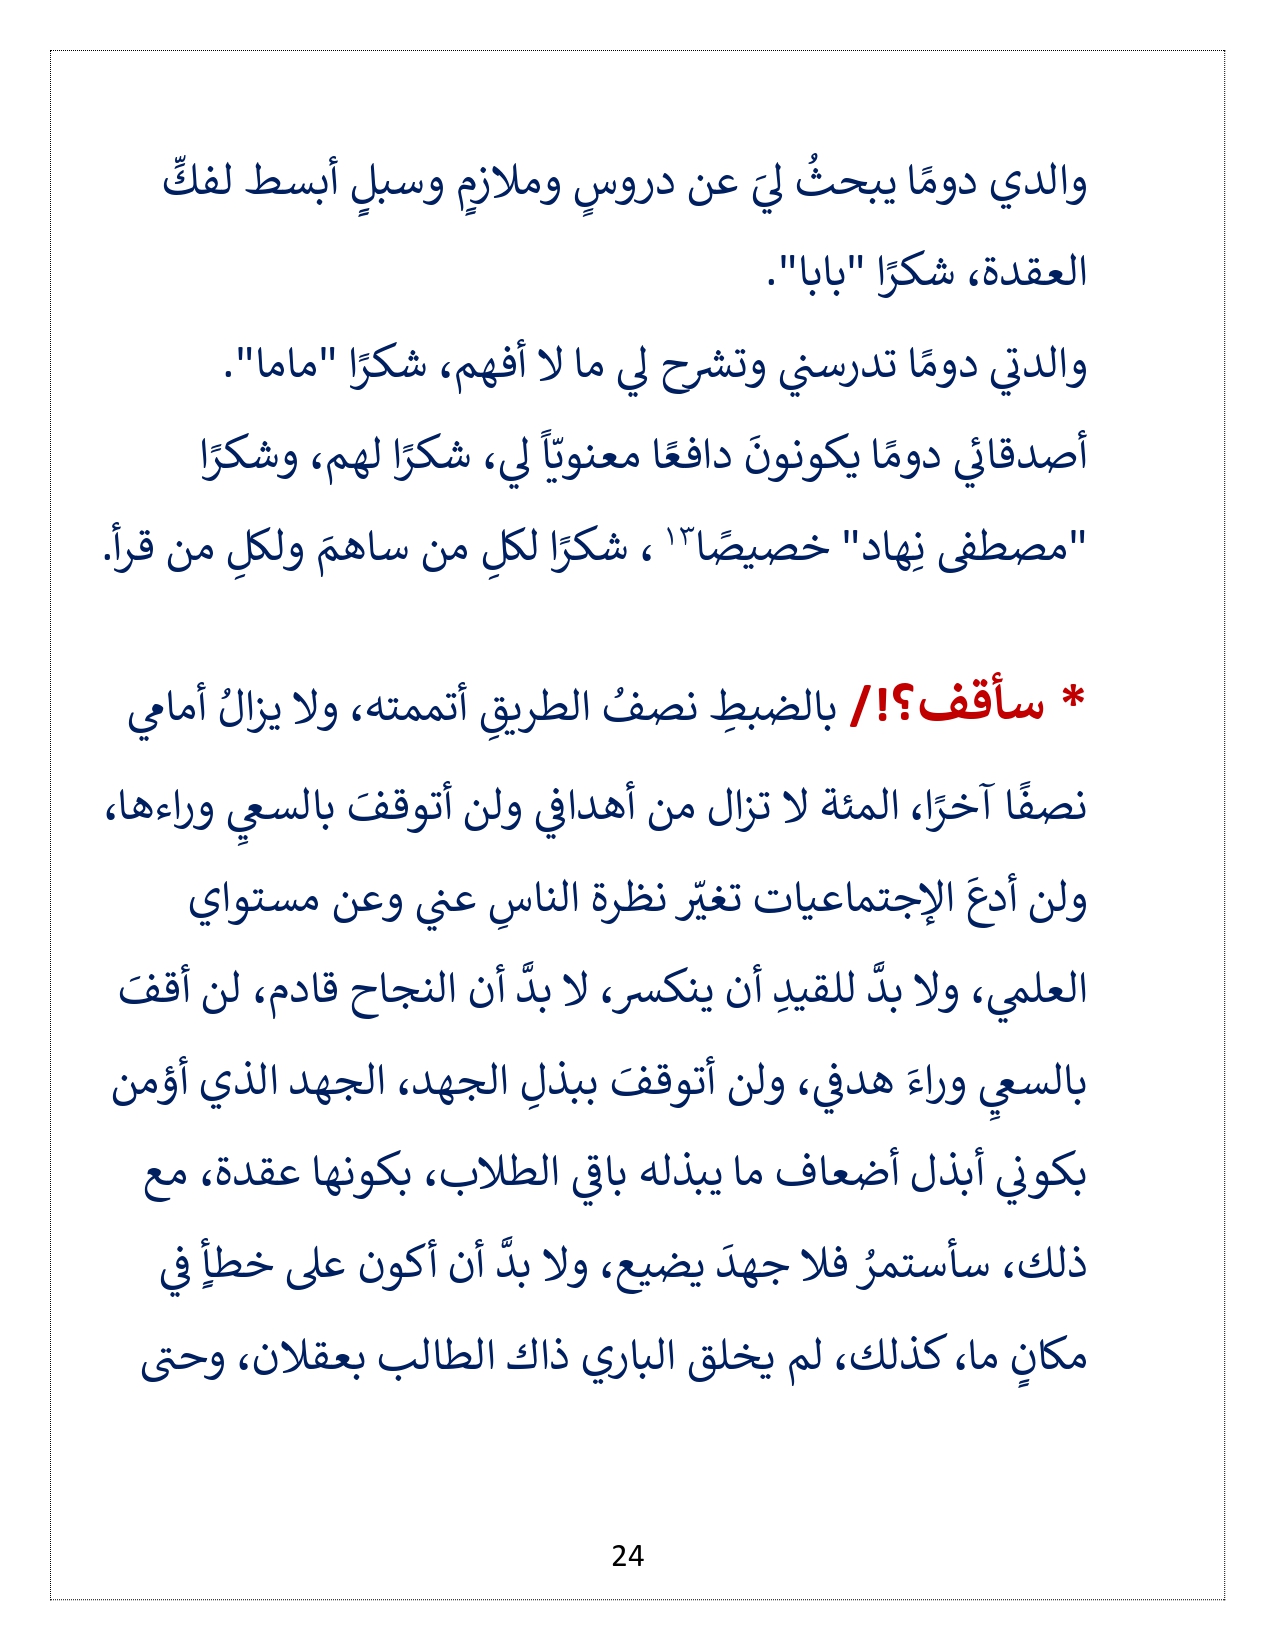 والدي دومًا يبحثُ ليَ عن دروسٍ وملازمٍ وسبلٍ أبسط لفكِّ
العقدة، شكرًا "بابا".
والدتي دومًا تدرسني وتشرح لي ما لا أفهم، شكرًا "ماما".
أصدقائي دومًا يكونونَ دافعًا معنويّاً لي، شكرًا لهم، وشكرًا
"مصطفى نِهاد" خصيصًا١٣ ، شكرًا لكلِ من ساهمَ ولكلِ من قرأ.
* سأقف؟!/ بالضبطِ نصفُ الطريقِ أتممته، ولا يزالُ أمامي
نصفًا آخرًا، المئة لا تزال من أهدافي ولن أتوقفَ بالسعيِ وراءها،
ولن أدعَ الإجتماعيات تغيّر نظرة الناسِ عني وعن مستواي
العلمي، ولا بدَّ للقيدِ أن ينكسر، لا بدَّ أن النجاح قادم، لن أقفَ
بالسعيِ وراءَ هدفي، ولن أتوقفَ ببذلِ الجهد، الجهد الذي أؤمن
بكوني أبذل أضعاف ما يبذله باقي الطلاب، بكونها عقدة، مع
ذلك، سأستمرُ فلا جهدَ يضيع، ولا بدَّ أن أكون على خطأٍ في
مكانٍ ما، كذلك، لم يخلق الباري ذاك الطالب بعقلان، وحتى
24